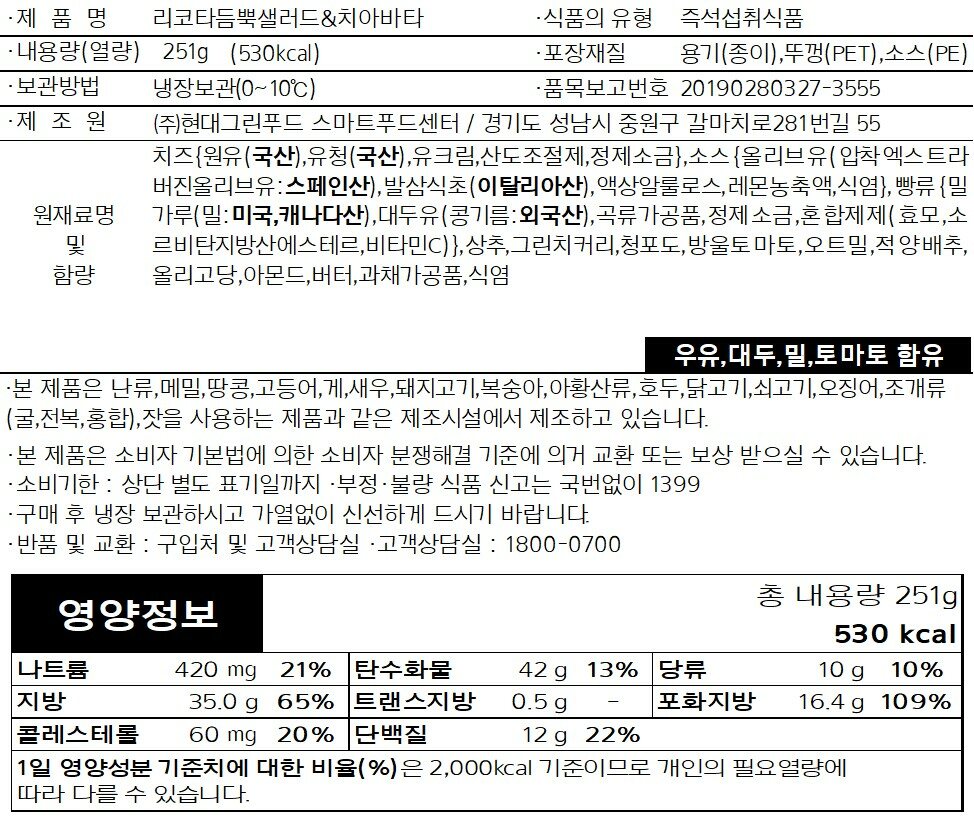 ·제 품 명 리코타듬뿍샐러드&치아바타 ·식품의 유형 즉석섭취식품
·내용량(열량) 251g (530kcal) ·포장재질 용기(종이),뚜껑(PET),소스(PE)
·보관방법 냉장보관(0~10℃) ·품목보고번호 20190280327-3555
·제 조 원 (주)현대그린푸드 스마트푸드센터 / 경기도 성남시 중원구 갈마치로281번길 55
원재료명 및 함량
치즈{원유(국산),유청(국산),유크림,산도조절제,정제소금},소스{올리브유(압착엑스트라
버진올리브유:스페인산),발삼식초(이탈리아산),액상알룰로스,레몬농축액,식염},빵류{밀
가루(밀:미국,캐나다산),대두유(콩기름:외국산),곡류가공품,정제소금,혼합제제(효모,소
르비탄지방산에스테르,비타민C)},상추,그린치커리,청포도,방울토마토,오트밀,적양배추,
올리고당,아몬드,버터,과채가공품,식염
우유,대두,밀,토마토 함유
·본 제품은 난류,메밀,땅콩,고등어,게,새우,돼지고기,복숭아,아황산류,호두,닭고기,쇠고기,오징어,조개류
(굴,전복,홍합),잣을 사용하는 제품과 같은 제조시설에서 제조하고 있습니다.
·본 제품은 소비자 기본법에 의한 소비자 분쟁해결 기준에 의거 교환 또는 보상 받으실 수 있습니다.
·소비기한 : 상단 별도 표기일까지 ·부정·불량 식품 신고는 국번없이 1399
·구매 후 냉장 보관하시고 가열없이 신선하게 드시기 바랍니다.
·반품 및 교환 : 구입처 및 고객상담실 ·고객상담실 : 1800-0700
영양정보 총 내용량 251g
530 kcal
나트륨 420 mg 21% 탄수화물 42 g 13% 당류 10 g 10%
지방 35.0 g 65% 트랜스지방 0.5 g - 포화지방 16.4 g 109%
콜레스테롤 60 mg 20% 단백질 12 g 22%
1일 영양성분 기준치에 대한 비율(%)은 2,000kcal 기준이므로 개인의 필요열량에
따라 다를 수 있습니다.